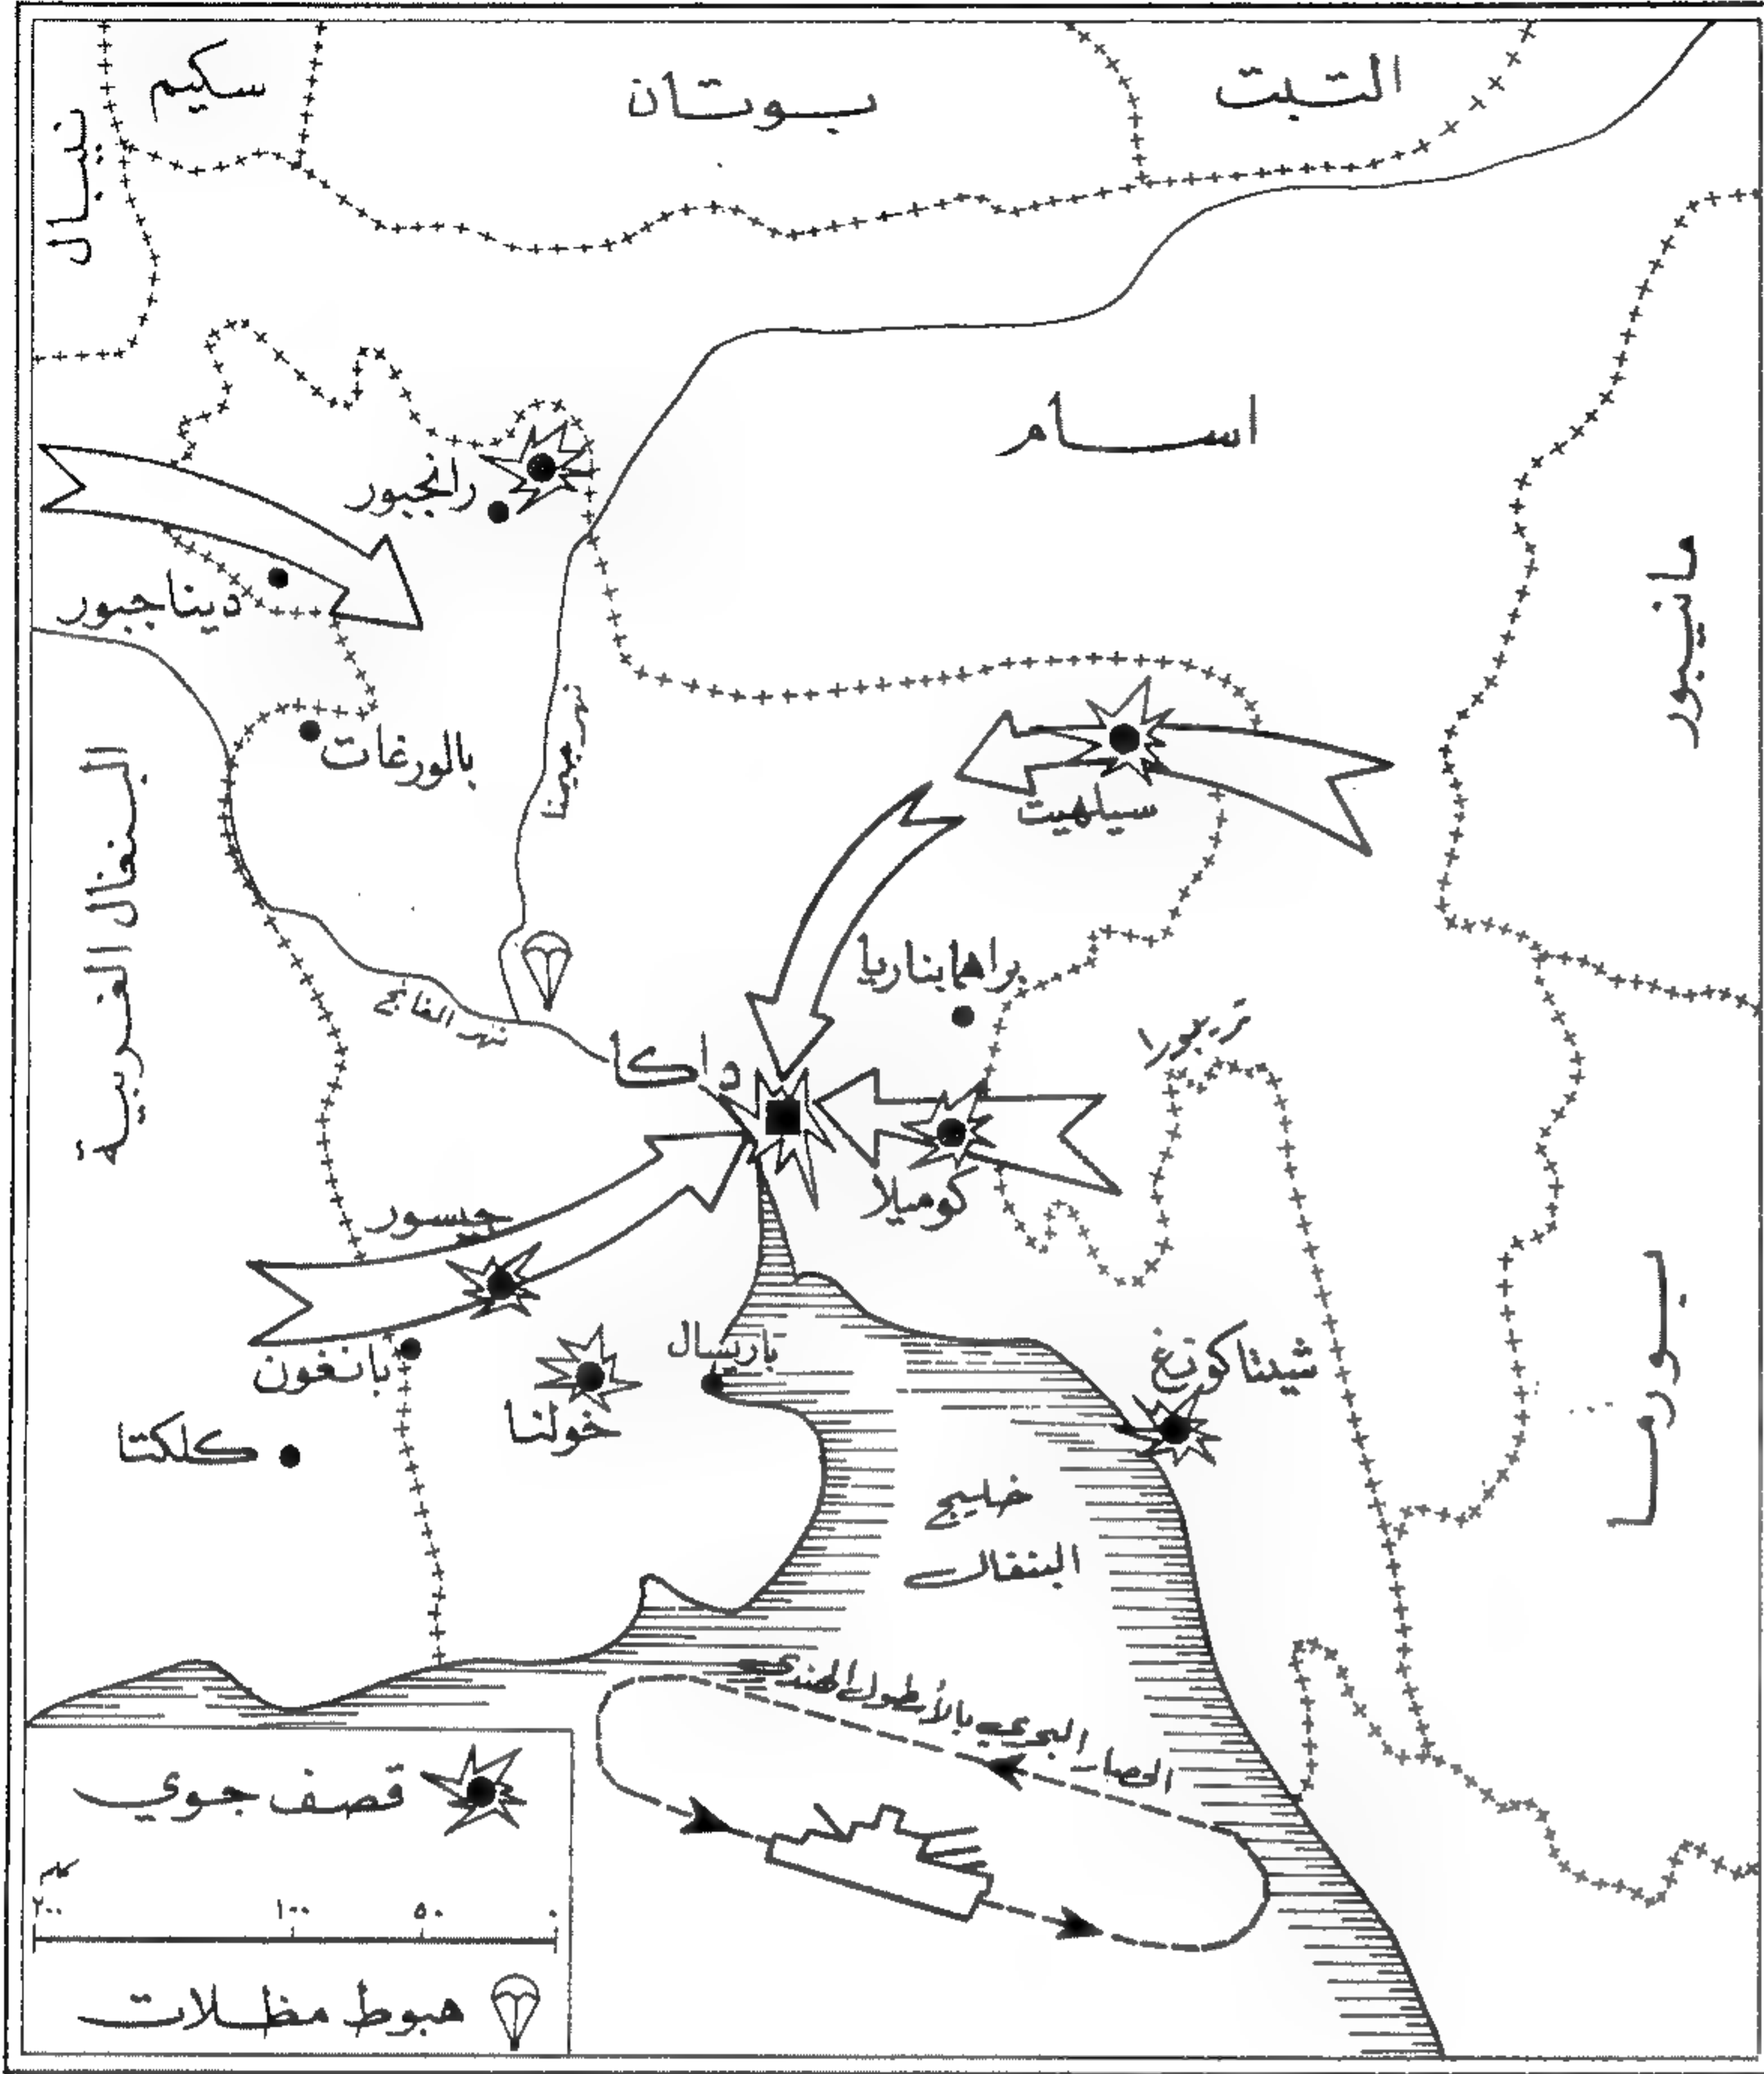 التبت
بوتان
سكيم
نيبال
اسام
رانجبور
ديناجبور
مانيبور
بالورغات
نهر جمنا
سيلهيت
البنغال الغربية
براهمابناريا
نهر الغانج
تريبورا
داكا
كوميلا
جيسور
بورما
باريسال
شيتاكونغ
بانغون
خولنا
كلكتا
خليج
البنغال
الحصار البحري بالأسطول الهندي
قصف جوي
كلم
٠ ٥٠ ١٠٠ ٢٠٠
هبوط مظلات